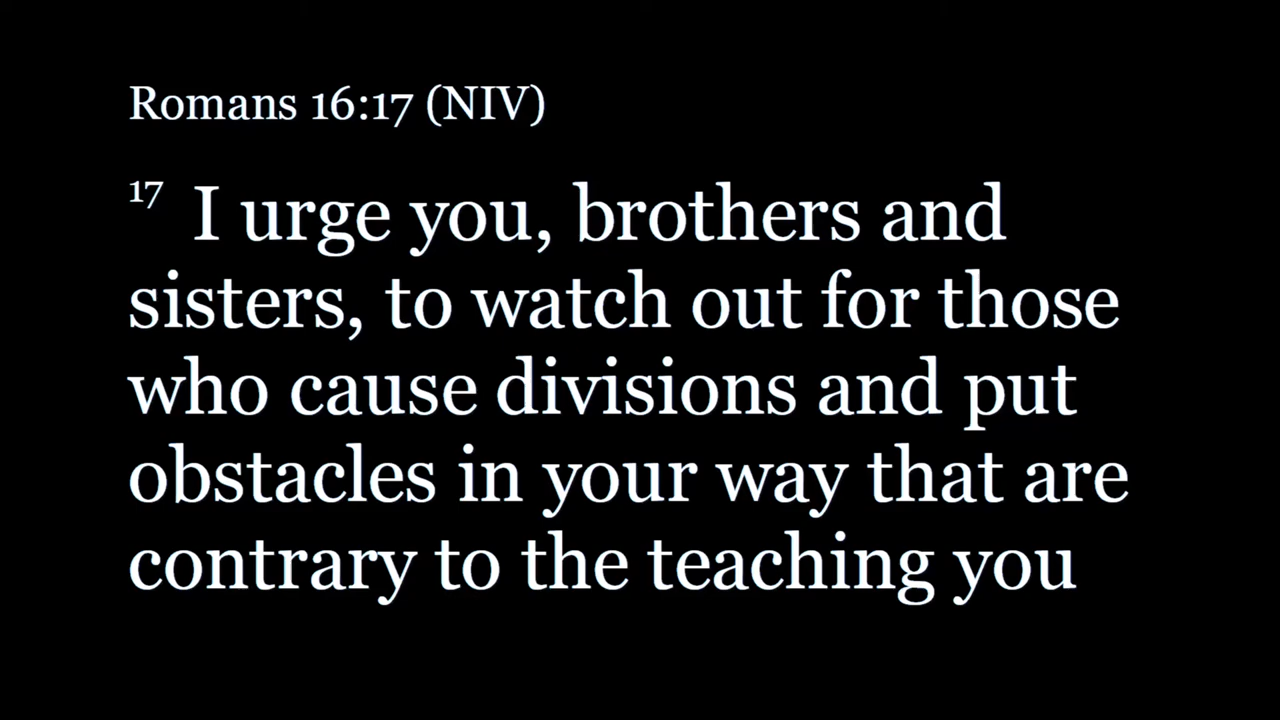 Romans 16:17 (NIV)
17 I urge you, brothers and
sisters, to watch out for those
who cause divisions and put
obstacles in your way that are
contrary to the teaching you